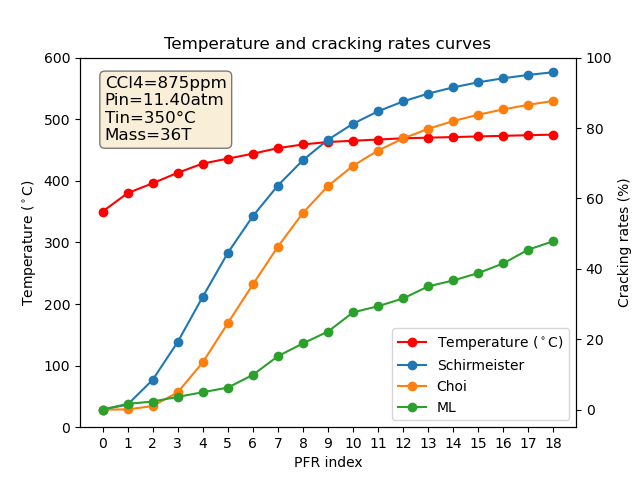 Temperature and cracking rates curves
CCl4=875ppm
Pin=11.40atm
Tin=350°C
Mass=36T
600
500
400
300
200
100
0
Temperature (°C)
100
80
60
40
20
0
Cracking rates (%)
Temperature (°C)
Schirmeister
Choi
ML
0 1 2 3 4 5 6 7 8 9 10 11 12 13 14 15 16 17 18
PFR index